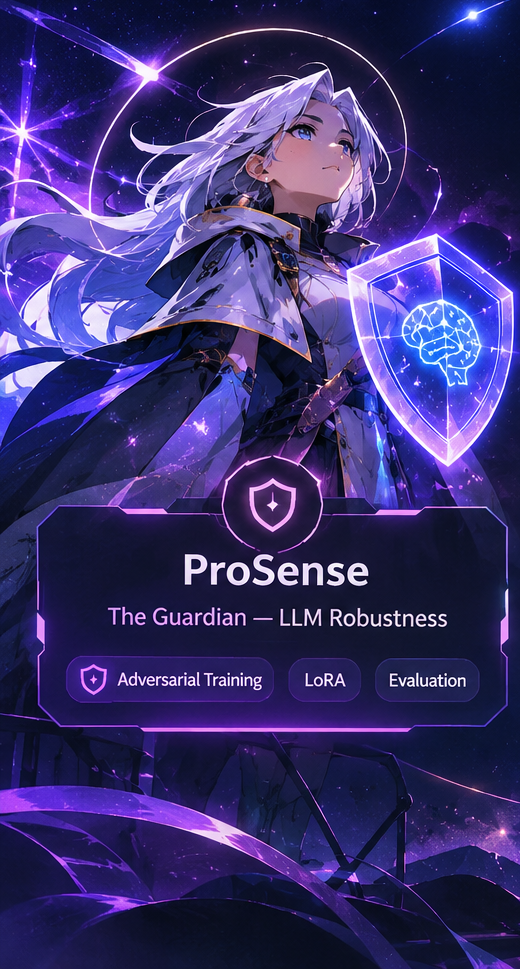 ProSense
The Guardian — LLM Robustness
Adversarial Training LoRA Evaluation